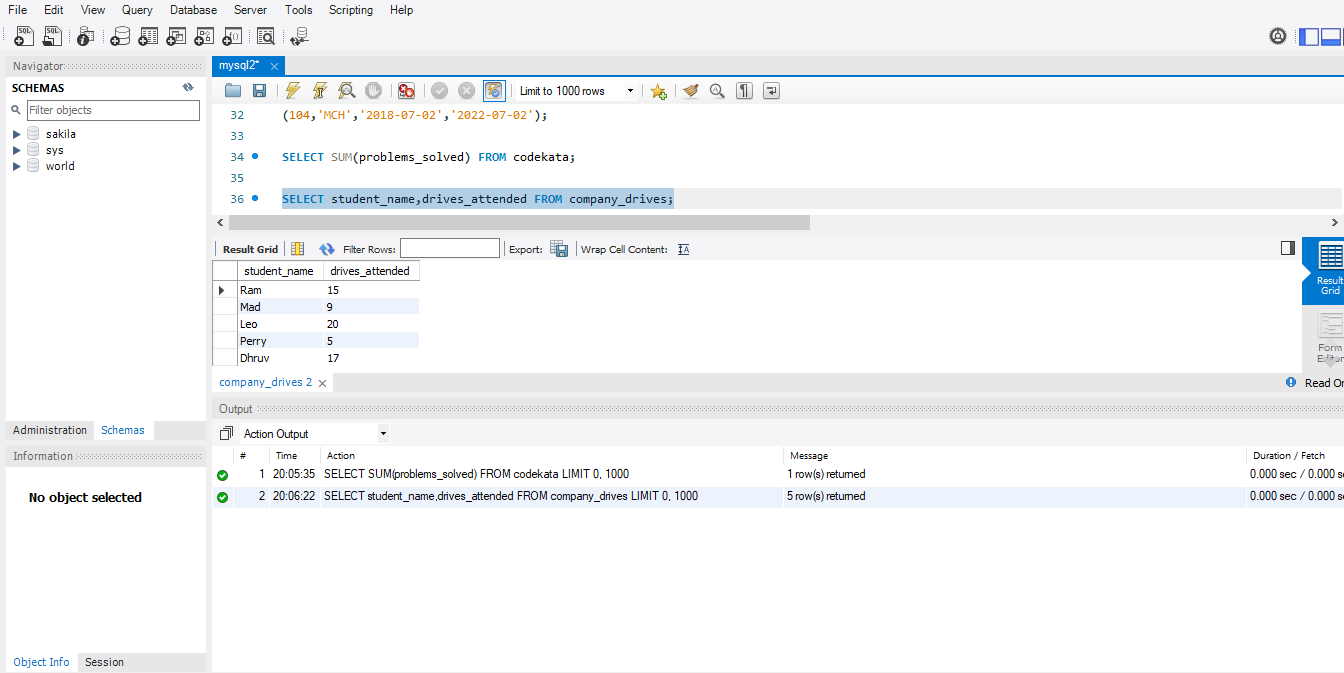 File Edit View Query Database Server Tools Scripting Help
Navigator
SCHEMAS
Filter objects
sakila
sys
world
Administration Schemas
Information
No object selected
Object Info Session
mysql2*
Limit to 1000 rows
32 (104,'MCH','2018-07-02','2022-07-02');
33
34 SELECT SUM(problems_solved) FROM codekata;
35
36 SELECT student_name,drives_attended FROM company_drives;
Result Grid Filter Rows: Export: Wrap Cell Content:
student_name drives_attended
Ram 15
Mad 9
Leo 20
Perry 5
Dhruv 17
Result
Grid
Form
Editor
company_drives 2 Read On
Output
Action Output
# Time Action Message Duration / Fetch
1 20:05:35 SELECT SUM(problems_solved) FROM codekata LIMIT 0, 1000 1 row(s) returned 0.000 sec / 0.000 se
2 20:06:22 SELECT student_name,drives_attended FROM company_drives LIMIT 0, 1000 5 row(s) returned 0.000 sec / 0.000 se